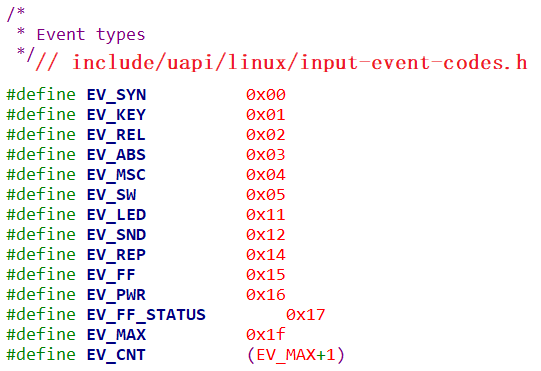 /*
 * Event types
 */// include/uapi/linux/input-event-codes.h
#define EV_SYN 0x00
#define EV_KEY 0x01
#define EV_REL 0x02
#define EV_ABS 0x03
#define EV_MSC 0x04
#define EV_SW 0x05
#define EV_LED 0x11
#define EV_SND 0x12
#define EV_REP 0x14
#define EV_FF 0x15
#define EV_PWR 0x16
#define EV_FF_STATUS 0x17
#define EV_MAX 0x1f
#define EV_CNT (EV_MAX+1)